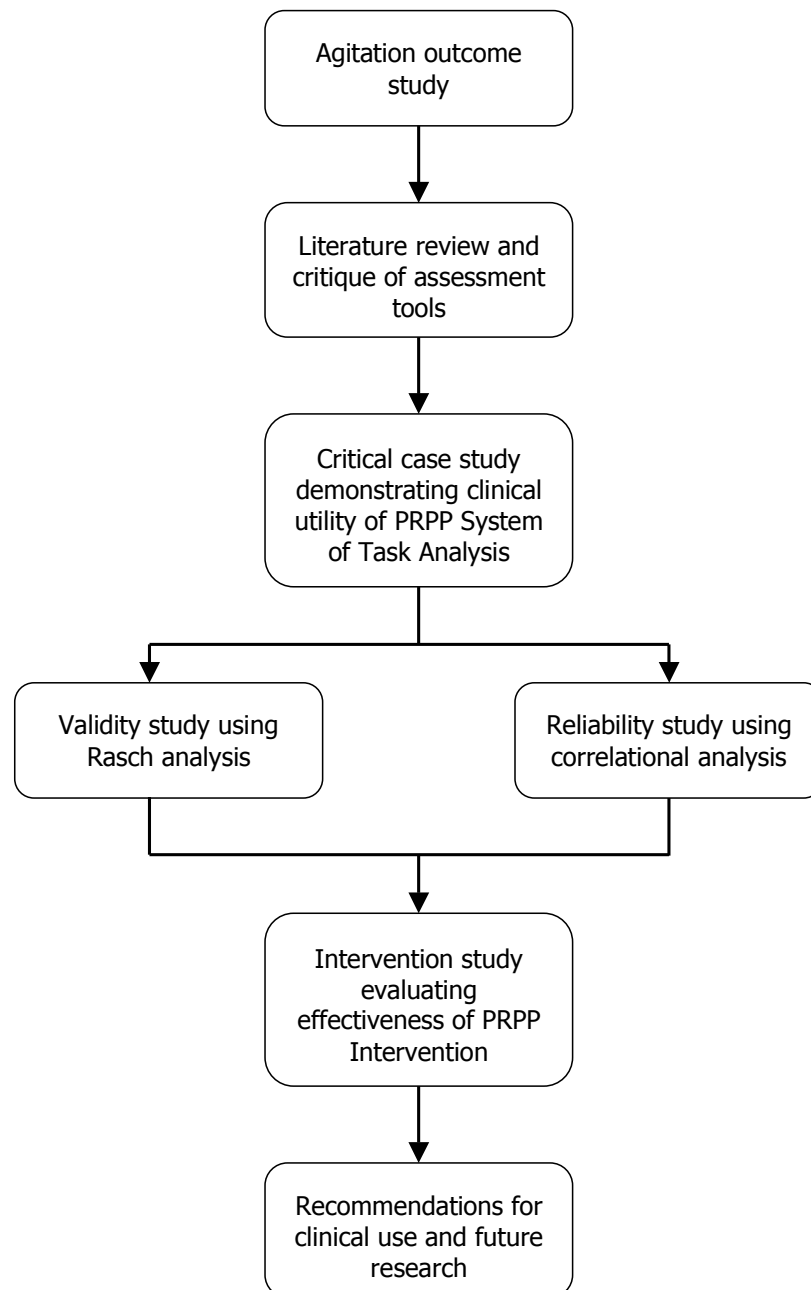 Agitation outcome
study
Literature review and
critique of assessment
tools
Critical case study
demonstrating clinical
utility of PRPP System
of Task Analysis
Validity study using
Rasch analysis
Reliability study using
correlational analysis
Intervention study
evaluating
effectiveness of PRPP
Intervention
Recommendations for
clinical use and future
research